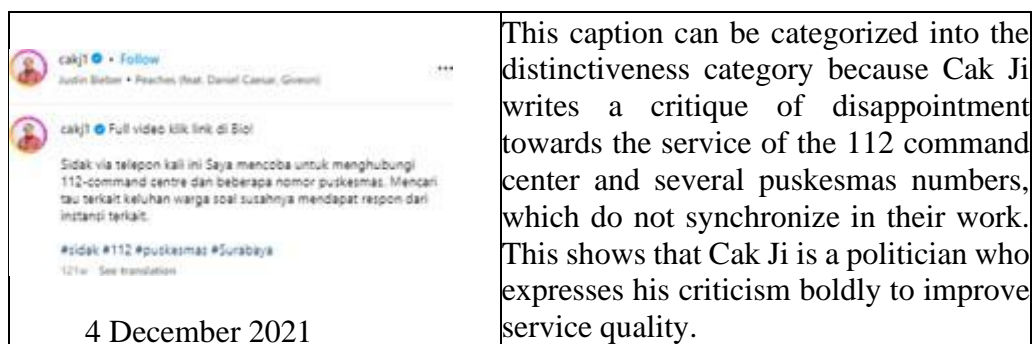 cakj1 • Follow
Justin Bieber • Peaches (feat. Daniel Caesar, Giveon)
cakj1 Full video klik link di Bio!
Sidak via telepon kali ini Saya mencoba untuk menghubungi
112-command centre dan beberapa nomor puskesmas. Mencari
tau terkait keluhan warga soal susahnya mendapat respon dari
instansi terkait.
#sidak #112 #puskesmas #Surabaya
121w See translation
4 December 2021
This caption can be categorized into the
distinctiveness category because Cak Ji
writes a critique of disappointment
towards the service of the 112 command
center and several puskesmas numbers,
which do not synchronize in their work.
This shows that Cak Ji is a politician who
expresses his criticism boldly to improve
service quality.